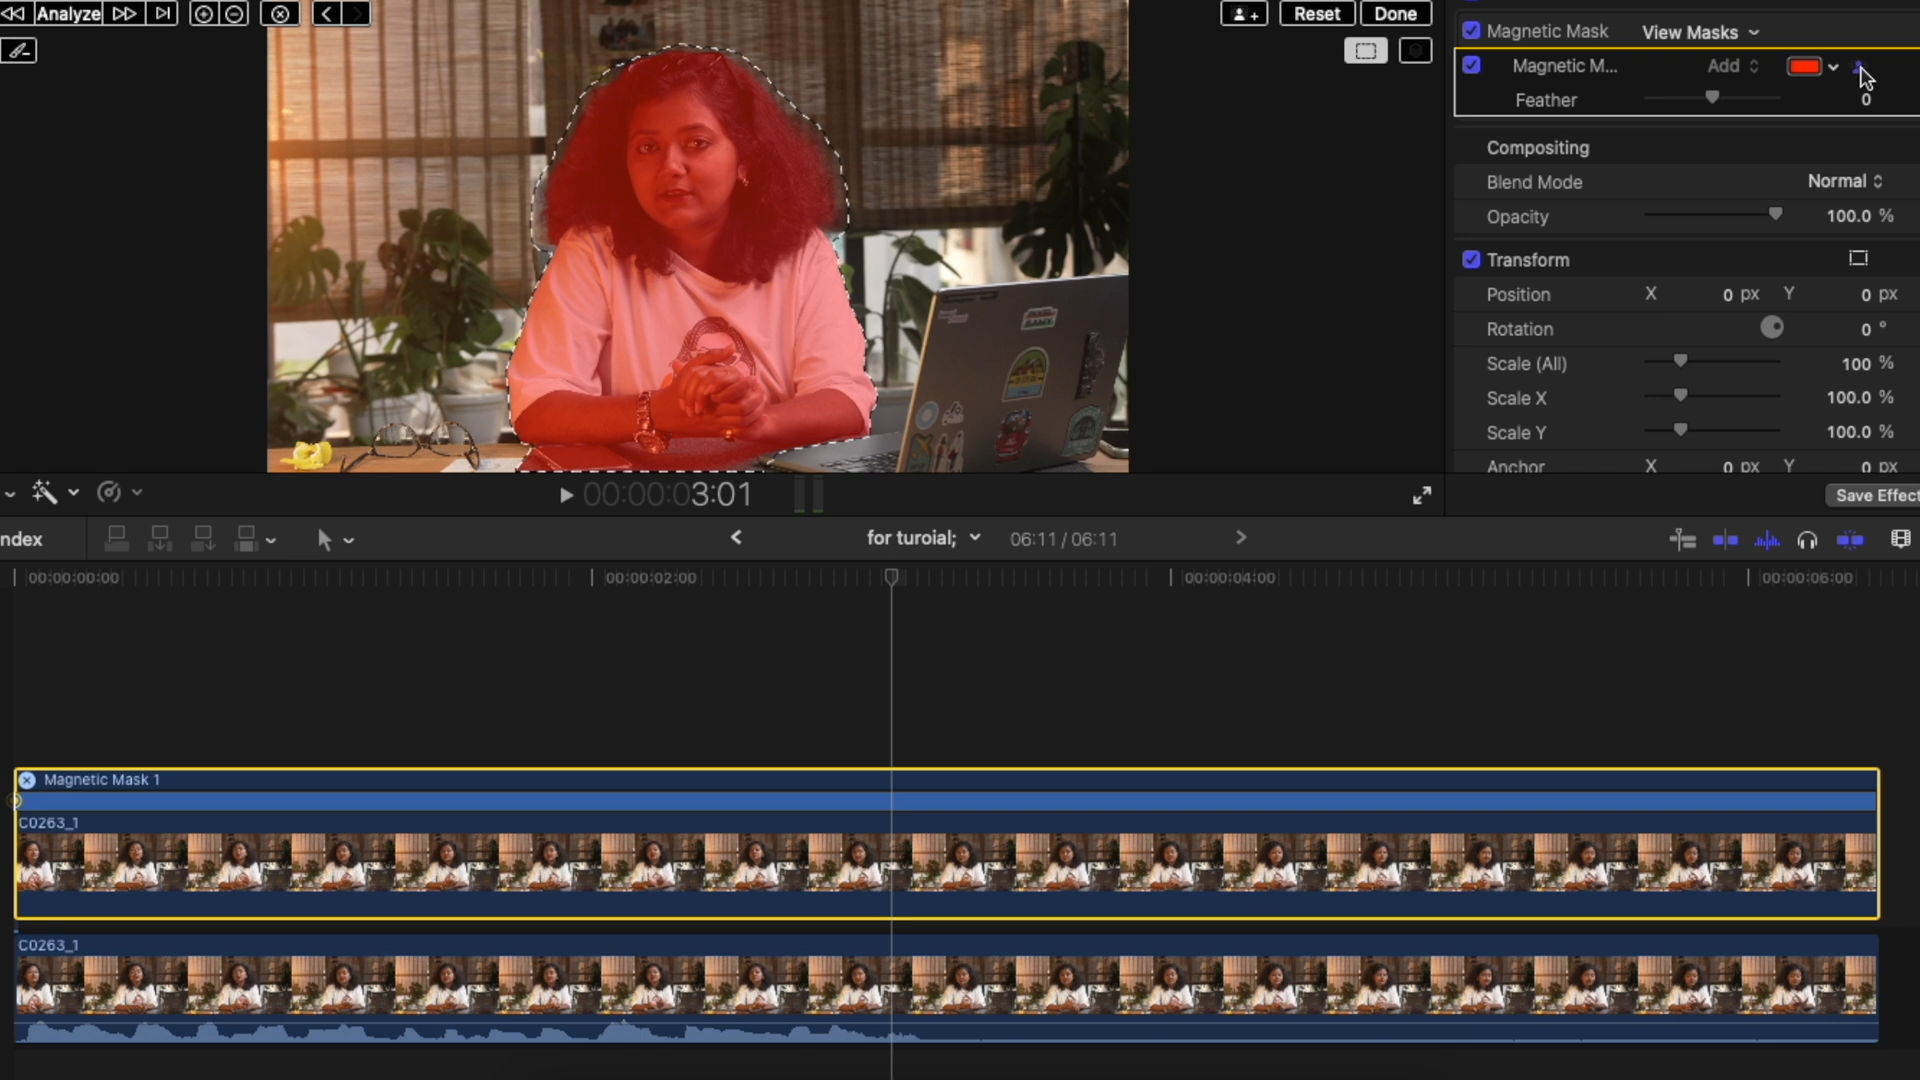 Analyze
Reset
Done
Magnetic Mask
View Masks
Magnetic M...
Add
Feather
0
Compositing
Blend Mode
Normal
Opacity
100.0 %
Transform
Position
X
0 px
Y
0 px
Rotation
0 °
Scale (All)
100 %
Scale X
100.0 %
Scale Y
100.0 %
Anchor
X
0 px
Y
0 px
00:00:03:01
Save Effect
ndex
for turoial;
06:11 / 06:11
00:00:00:00
00:00:02:00
00:00:04:00
00:00:06:00
Magnetic Mask 1
C0263_1
C0263_1